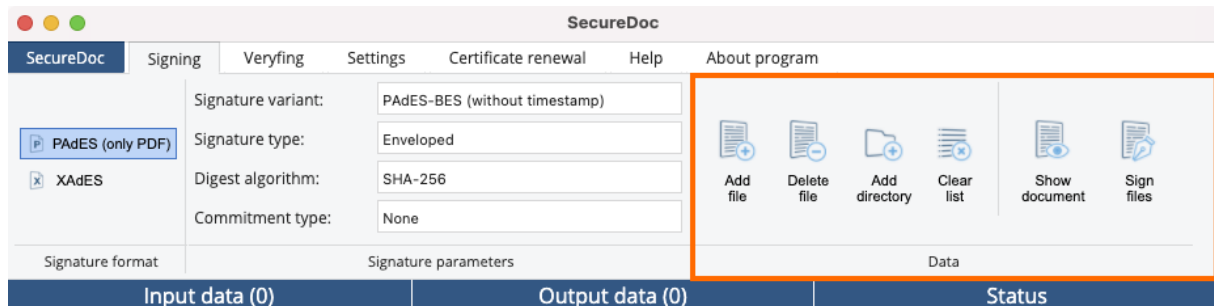 SecureDoc
SecureDoc Signing Veryfing Settings Certificate renewal Help About program
PAdES (only PDF)
XAdES
Signature format
Signature variant: PAdES-BES (without timestamp)
Signature type: Enveloped
Digest algorithm: SHA-256
Commitment type: None
Signature parameters
Add file
Delete file
Add directory
Clear list
Show document
Sign files
Data
Input data (0) Output data (0) Status